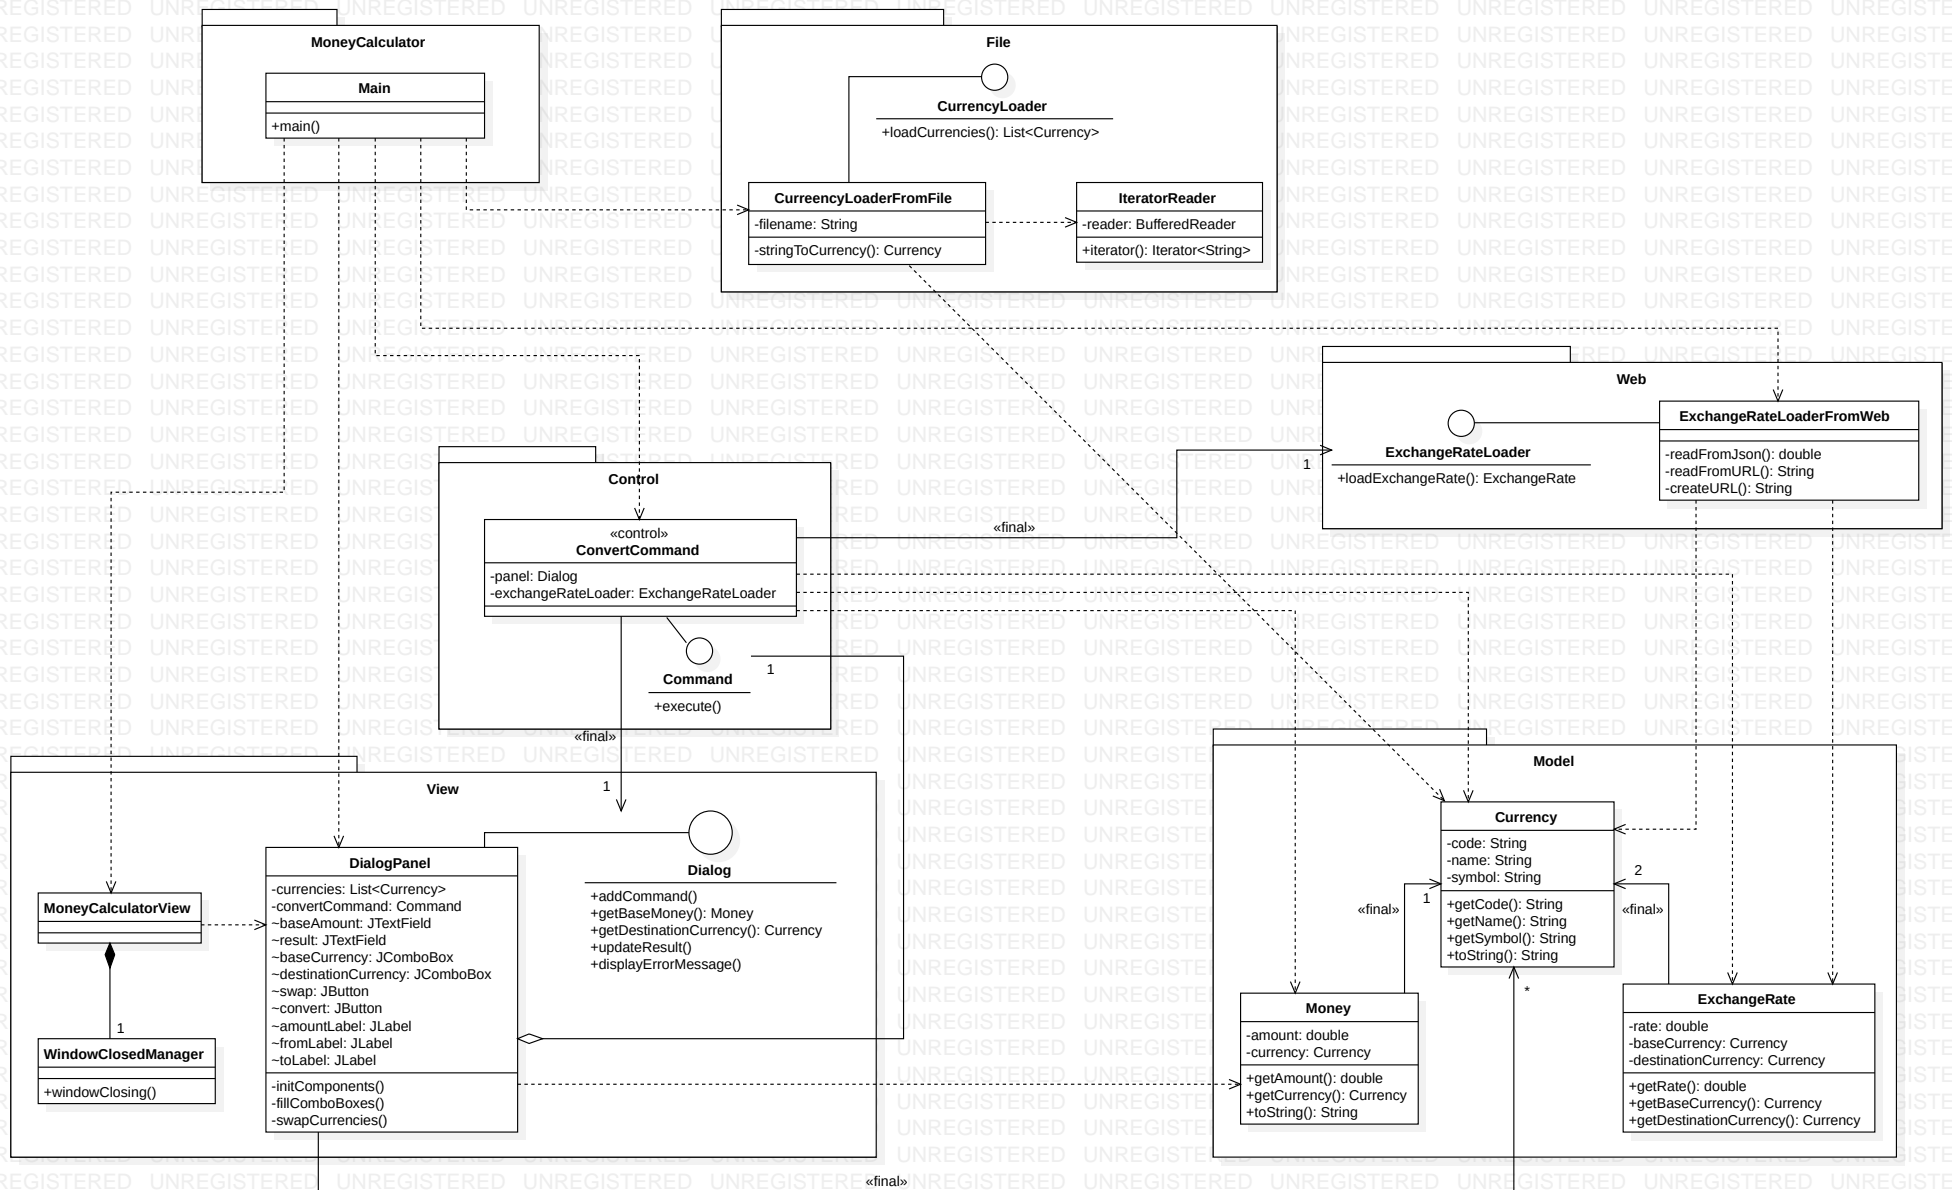 MoneyCalculator
Main
+main()
File
CurrencyLoader
+loadCurrencies(): List<Currency>
CurreencyLoaderFromFile
-filename: String
-stringToCurrency(): Currency
IteratorReader
-reader: BufferedReader
+iterator(): Iterator<String>
Web
ExchangeRateLoader
+loadExchangeRate(): ExchangeRate
1
ExchangeRateLoaderFromWeb
-readFromJson(): double
-readFromURL(): String
-createURL(): String
Control
«control»
ConvertCommand
-panel: Dialog
-exchangeRateLoader: ExchangeRateLoader
«final»
Command
+execute()
1
«final»
1
View
MoneyCalculatorView
1
WindowClosedManager
+windowClosing()
DialogPanel
-currencies: List<Currency>
-convertCommand: Command
~baseAmount: JTextField
~result: JTextField
~baseCurrency: JComboBox
~destinationCurrency: JComboBox
~swap: JButton
~convert: JButton
~amountLabel: JLabel
~fromLabel: JLabel
~toLabel: JLabel
-initComponents()
-fillComboBoxes()
-swapCurrencies()
Dialog
+addCommand()
+getBaseMoney(): Money
+getDestinationCurrency(): Currency
+updateResult()
+displayErrorMessage()
Model
Currency
-code: String
-name: String
-symbol: String
+getCode(): String
+getName(): String
+getSymbol(): String
+toString(): String
1
«final»
2
«final»
*
Money
-amount: double
-currency: Currency
+getAmount(): double
+getCurrency(): Currency
+toString(): String
ExchangeRate
-rate: double
-baseCurrency: Currency
-destinationCurrency: Currency
+getRate(): double
+getBaseCurrency(): Currency
+getDestinationCurrency(): Currency
«final»
UNREGISTERED